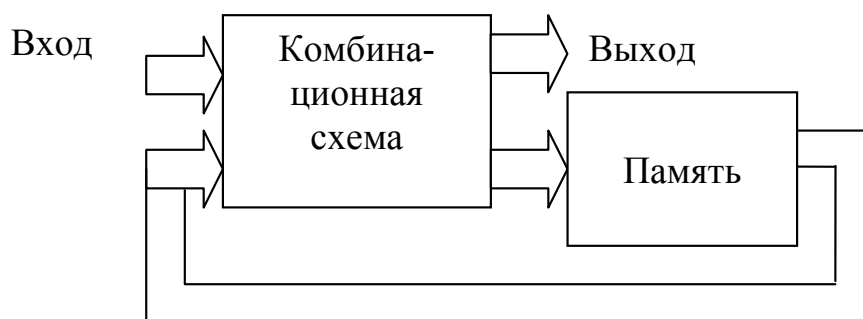 Вход
Комбина-
ционная
схема
Выход
Память